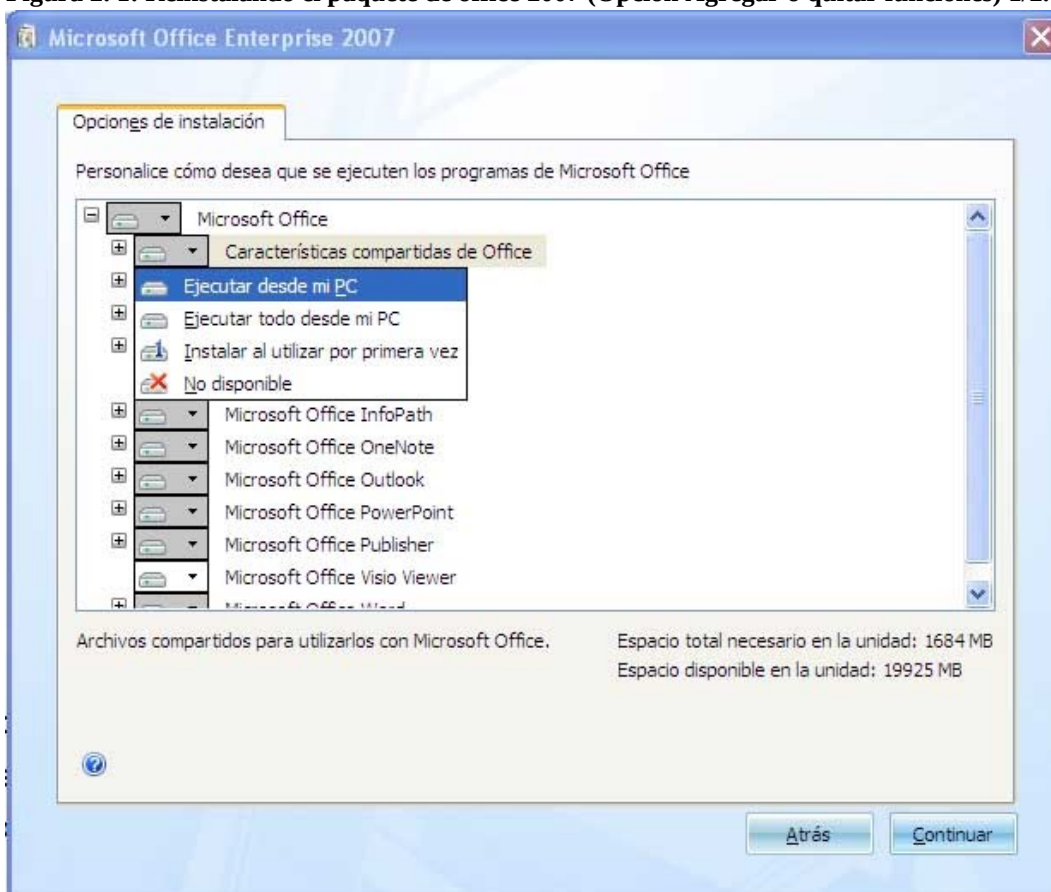 Microsoft Office Enterprise 2007
Opciones de instalación
Personalice cómo desea que se ejecuten los programas de Microsoft Office
Microsoft Office
Características compartidas de Office
Ejecutar desde mi PC
Ejecutar todo desde mi PC
Instalar al utilizar por primera vez
No disponible
Microsoft Office InfoPath
Microsoft Office OneNote
Microsoft Office Outlook
Microsoft Office PowerPoint
Microsoft Office Publisher
Microsoft Office Visio Viewer
Microsoft Office Word
Archivos compartidos para utilizarlos con Microsoft Office.
Espacio total necesario en la unidad: 1684 MB
Espacio disponible en la unidad: 19925 MB
Atrás
Continuar